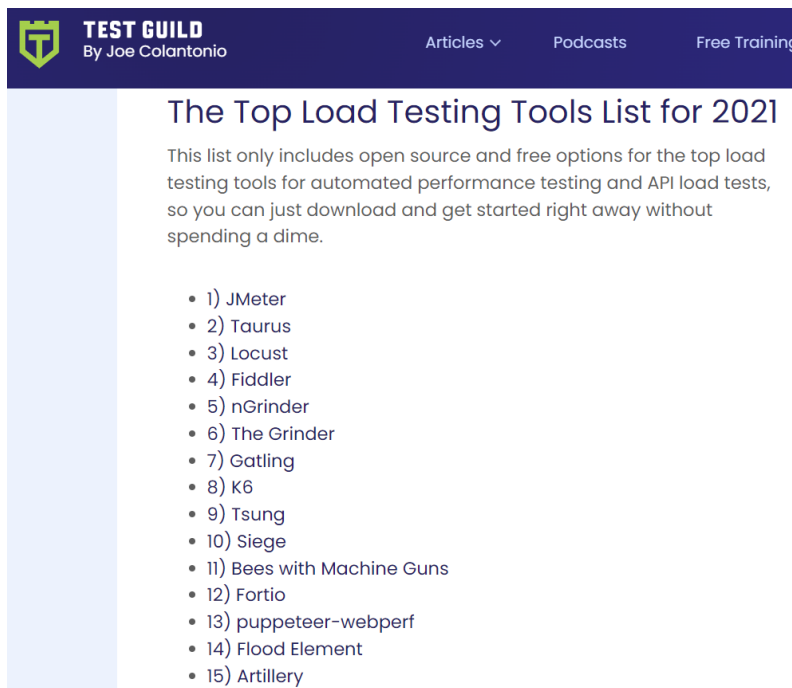 TEST GUILD
By Joe Colantonio
Articles
Podcasts
Free Training
The Top Load Testing Tools List for 2021
This list only includes open source and free options for the top load
testing tools for automated performance testing and API load tests,
so you can just download and get started right away without
spending a dime.
1) JMeter
2) Taurus
3) Locust
4) Fiddler
5) nGrinder
6) The Grinder
7) Gatling
8) K6
9) Tsung
10) Siege
11) Bees with Machine Guns
12) Fortio
13) puppeteer-webperf
14) Flood Element
15) Artillery